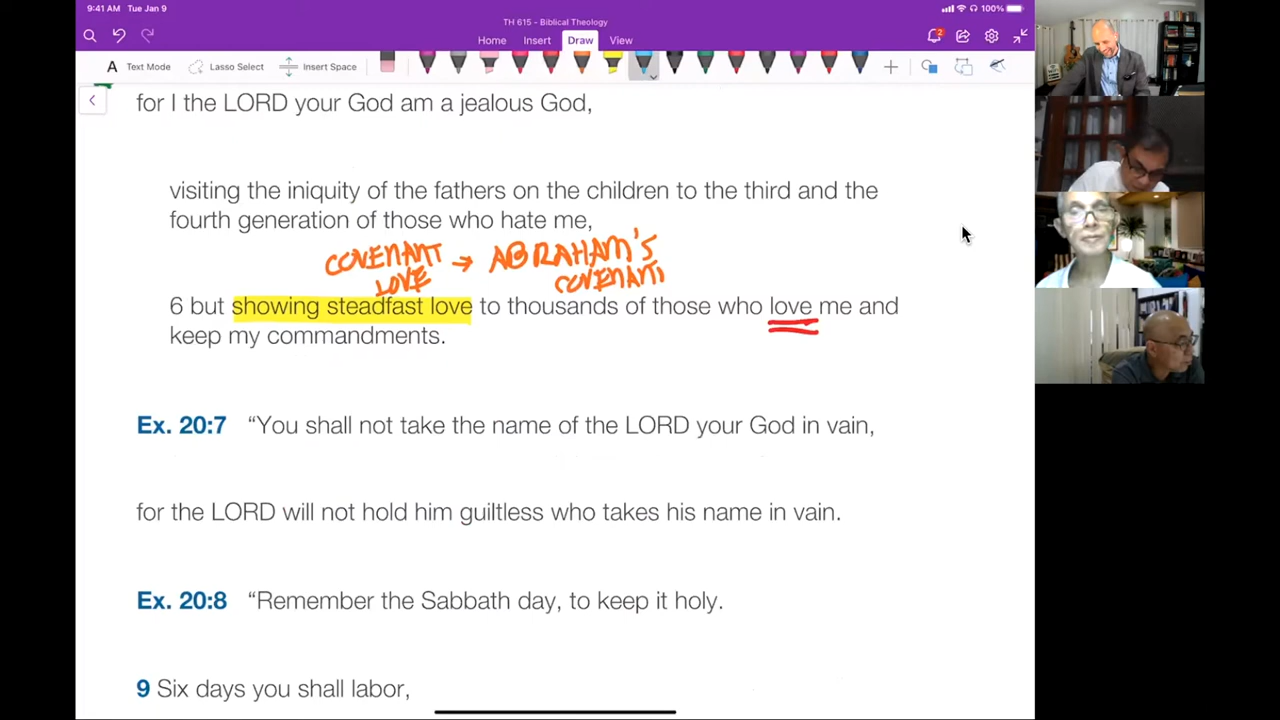 9:41 AM Tue Jan 9
100%
TH 615 - Biblical Theology
Home Insert Draw View
2
A Text Mode Lasso Select Insert Space
for I the LORD your God am a jealous God,
visiting the iniquity of the fathers on the children to the third and the
fourth generation of those who hate me,
COVENANT LOVE → ABRAHAM'S COVENANT
6 but showing steadfast love to thousands of those who love me and
keep my commandments.
Ex. 20:7 “You shall not take the name of the LORD your God in vain,
for the LORD will not hold him guiltless who takes his name in vain.
Ex. 20:8 “Remember the Sabbath day, to keep it holy.
9 Six days you shall labor,